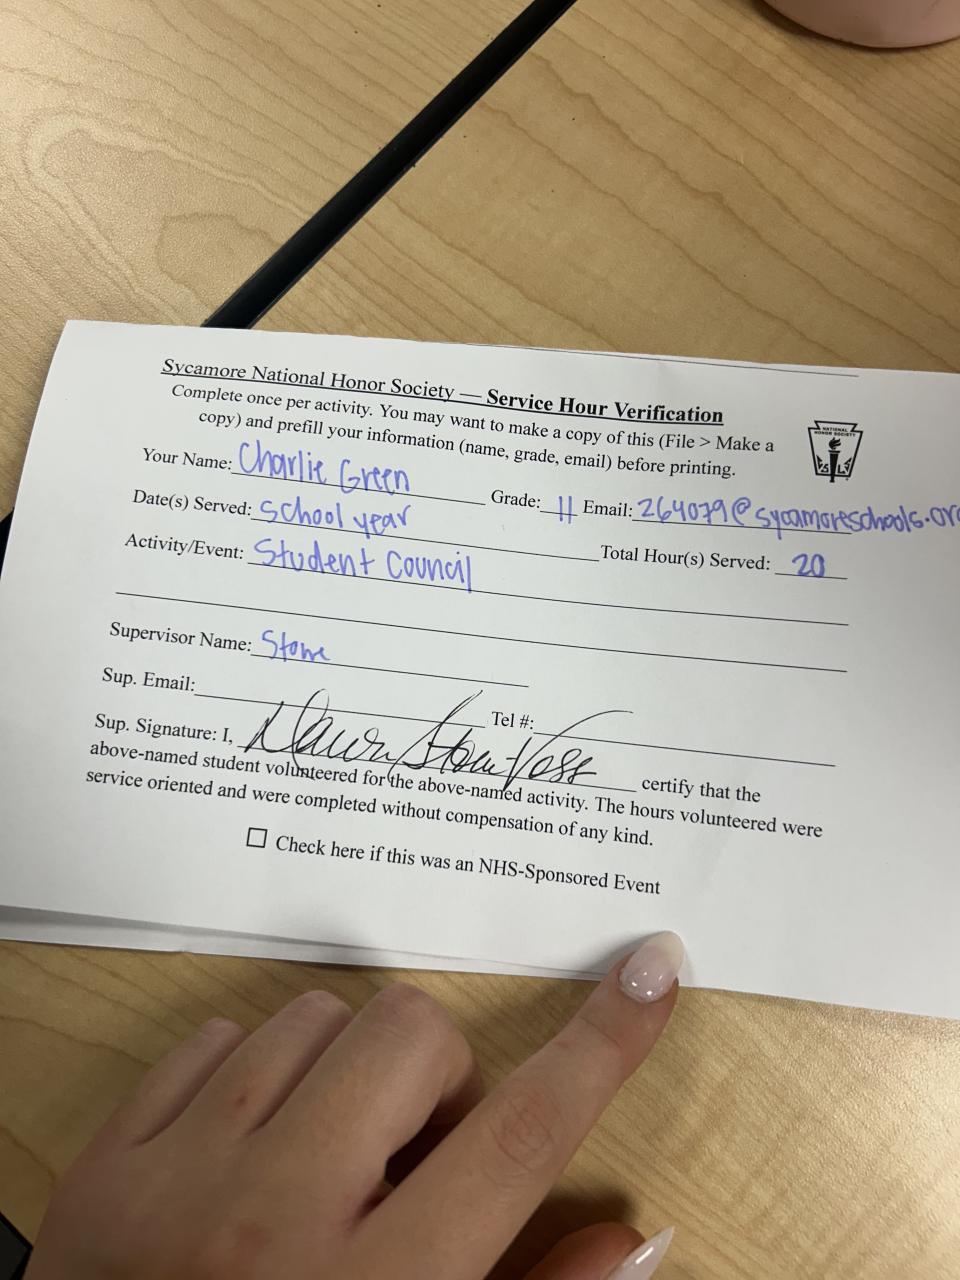 Sycamore National Honor Society — Service Hour Verification
Complete once per activity. You may want to make a copy of this (File > Make a
copy) and prefill your information (name, grade, email) before printing.
NATIONAL
HONOR SOCIETY
Your Name: Charlie Green Grade: 11 Email: 264079@sycamoreschools.org
Date(s) Served: School year Total Hour(s) Served: 20
Activity/Event: Student Council
Supervisor Name: Stowe
Sup. Email: Tel #:
Sup. Signature: I, certify that the
above-named student volunteered for the above-named activity. The hours volunteered were
service oriented and were completed without compensation of any kind.
Check here if this was an NHS-Sponsored Event